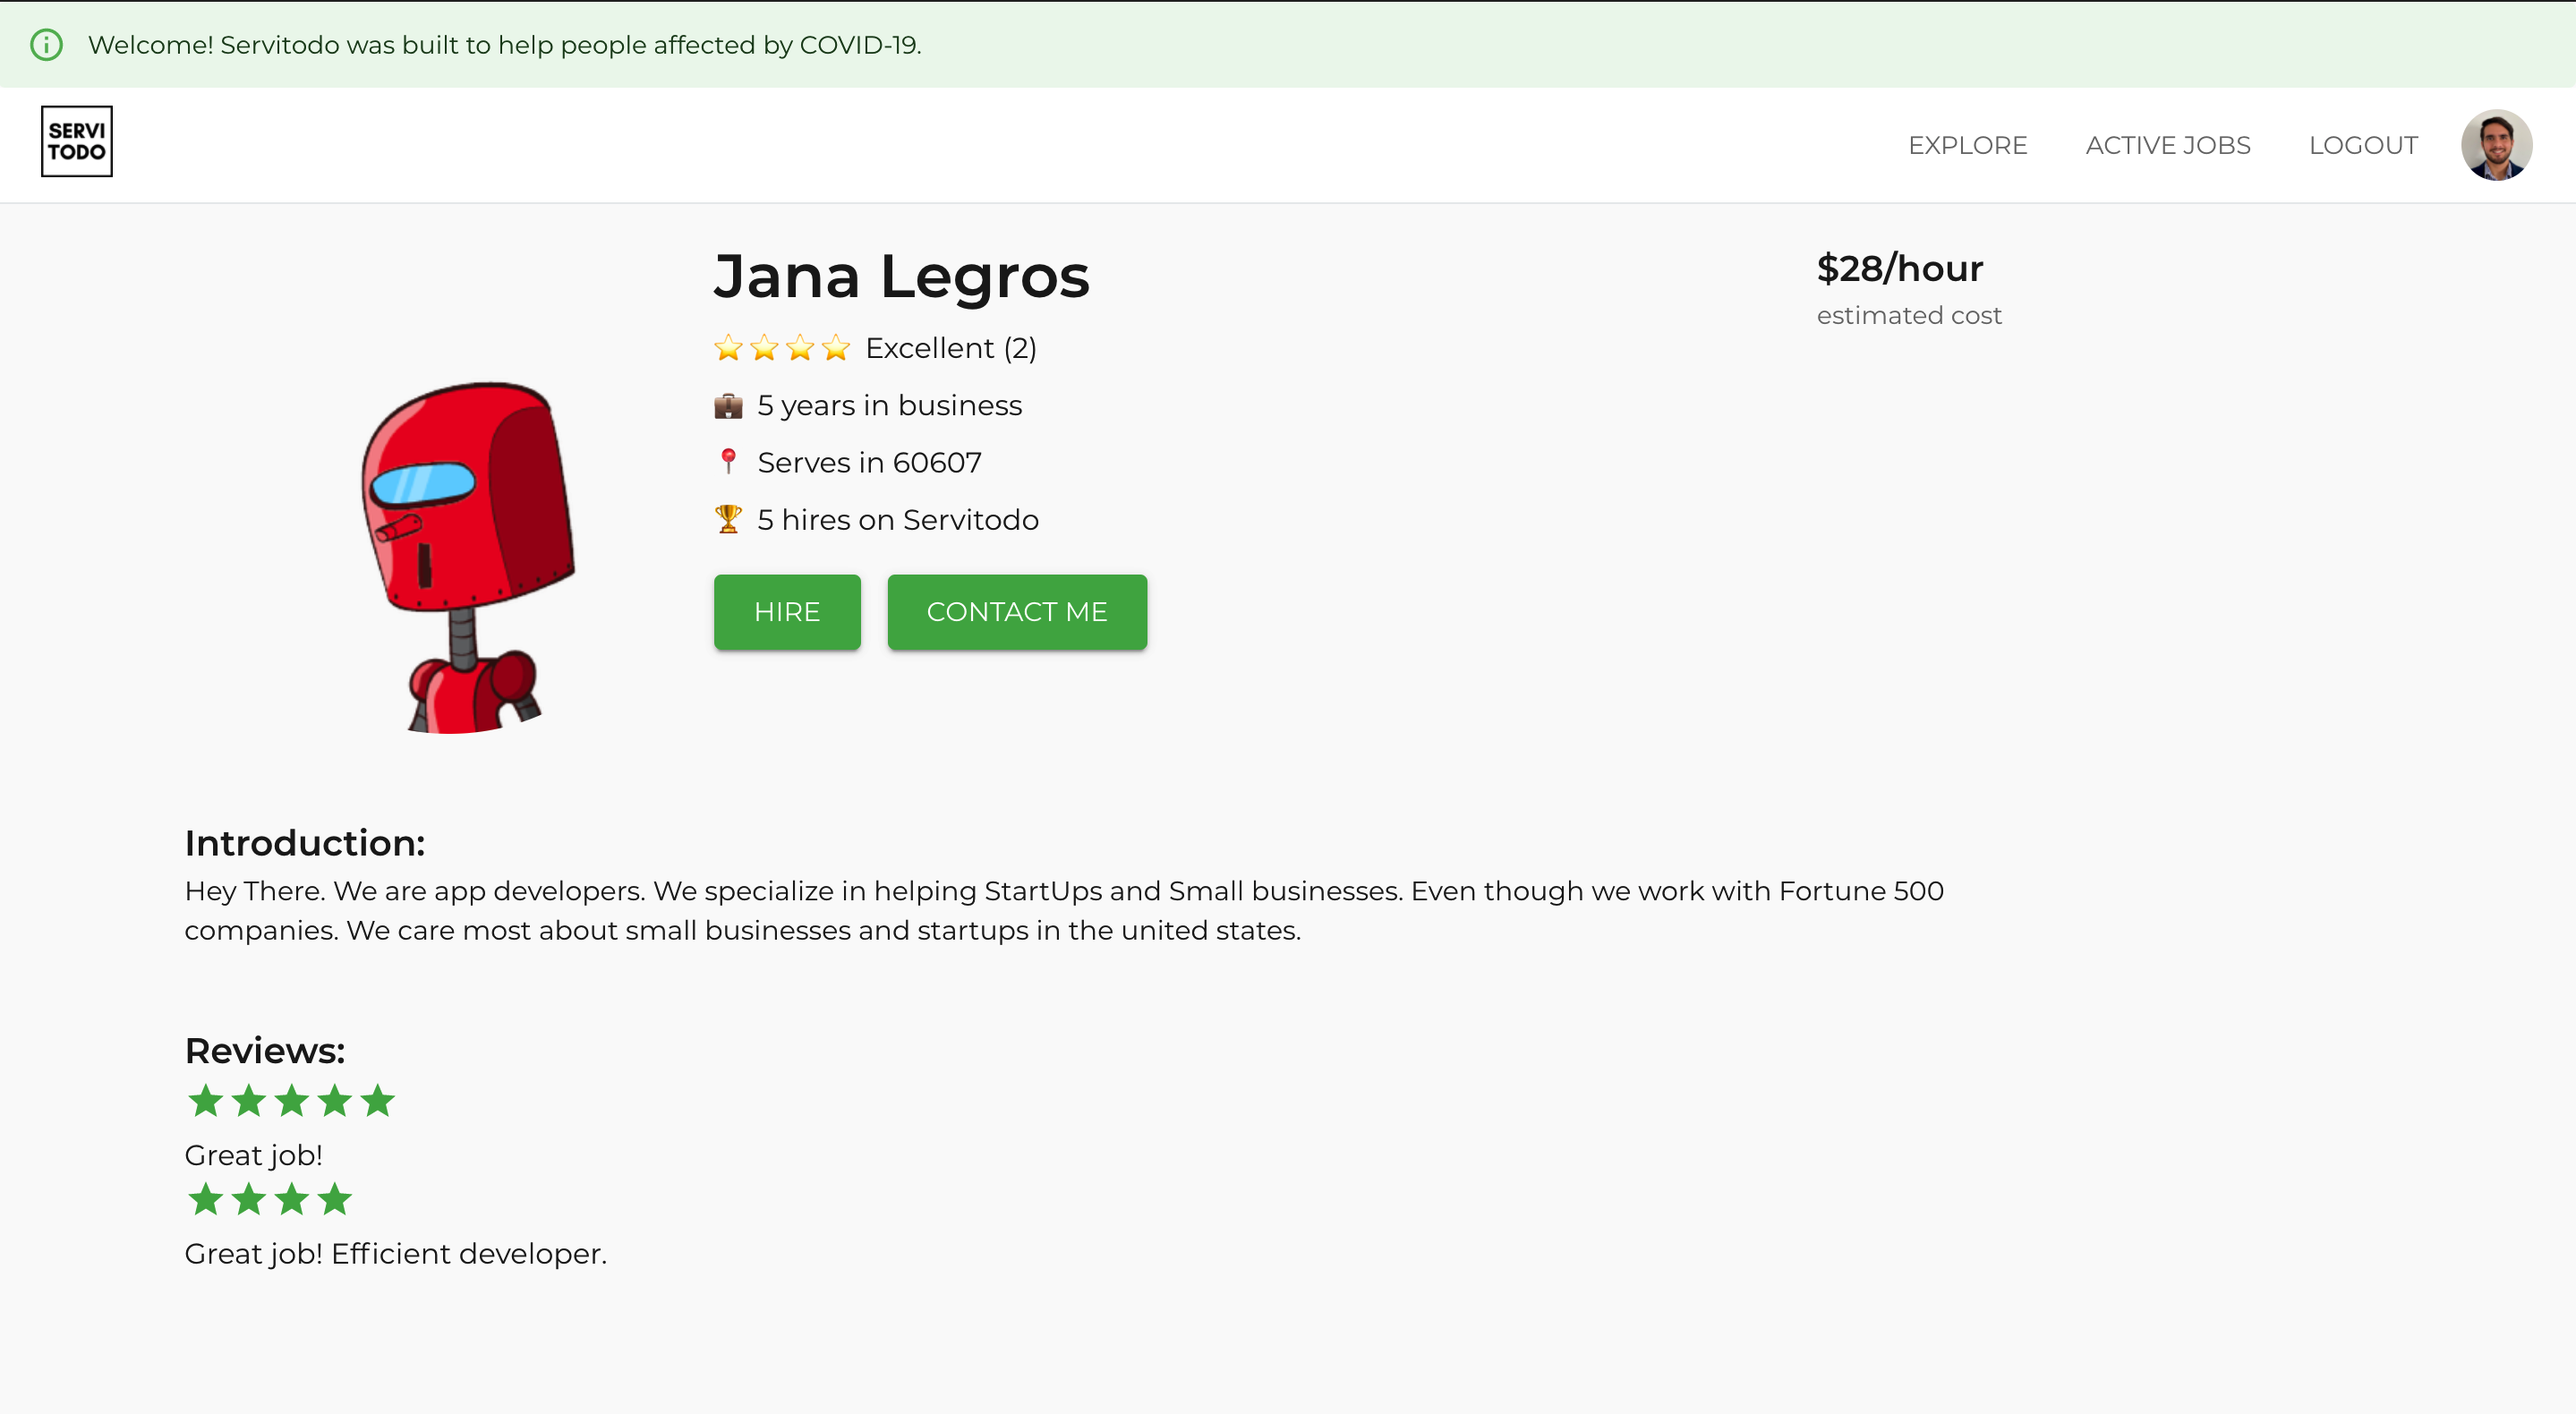 Welcome! Servitodo was built to help people affected by COVID-19.
SERVI
TODO
EXPLORE
ACTIVE JOBS
LOGOUT
Jana Legros
$28/hour
estimated cost
⭐⭐⭐⭐ Excellent (2)
💼 5 years in business
📍 Serves in 60607
🏆 5 hires on Servitodo
HIRE
CONTACT ME
Introduction:
Hey There. We are app developers. We specialize in helping StartUps and Small businesses. Even though we work with Fortune 500
companies. We care most about small businesses and startups in the united states.
Reviews:
★★★★★
Great job!
★★★★
Great job! Efficient developer.